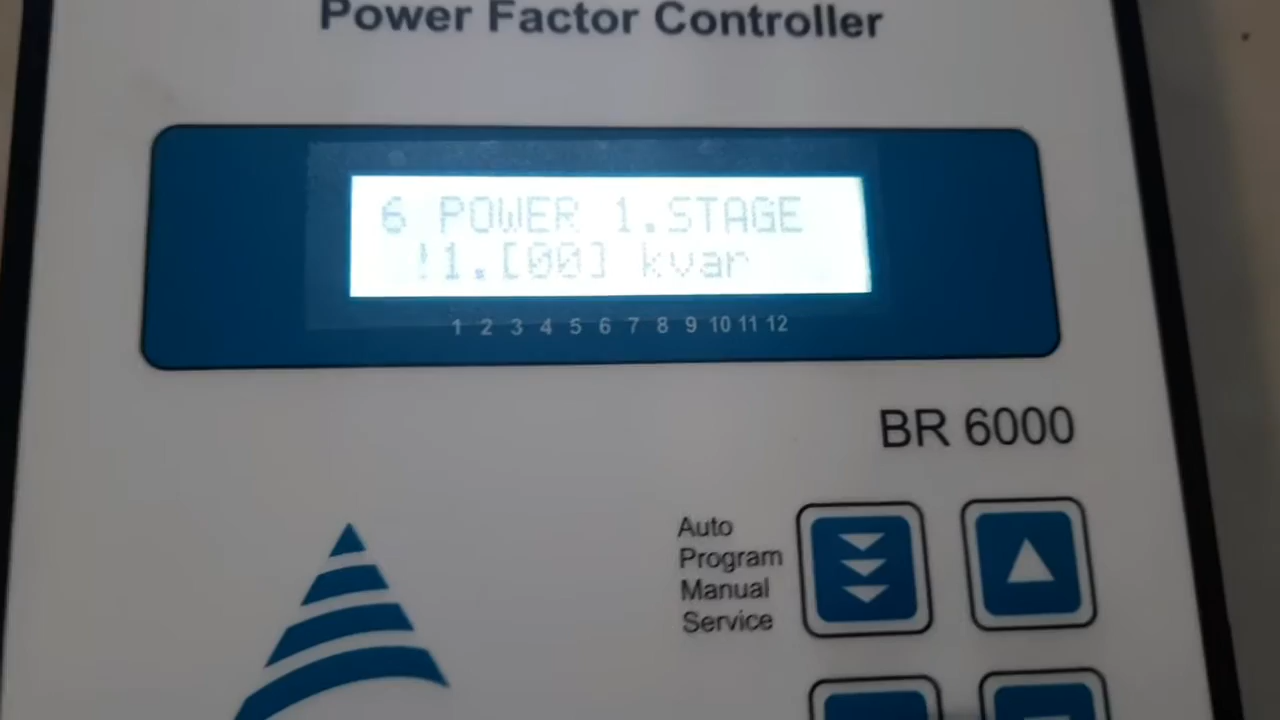 Power Factor Controller
6 POWER 1.STAGE
!1.[00] kvar
1 2 3 4 5 6 7 8 9 10 11 12
BR 6000
Auto
Program
Manual
Service